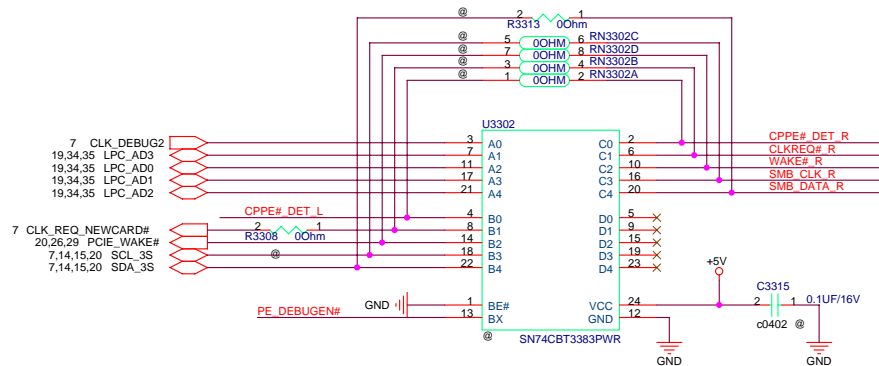 @ 2 1
R3313 0Ohm
@ 5 0OHM 6 RN3302C
@ 7 0OHM 8 RN3302D
@ 3 0OHM 4 RN3302B
@ 1 0OHM 2 RN3302A
U3302
7 CLK_DEBUG2 3 A0 C0 2 CPPE#_DET_R
19,34,35 LPC_AD3 7 A1 C1 6 CLKREQ#_R
19,34,35 LPC_AD0 11 A2 C2 10 WAKE#_R
19,34,35 LPC_AD1 17 A3 C3 16 SMB_CLK_R
19,34,35 LPC_AD2 21 A4 C4 20 SMB_DATA_R
CPPE#_DET_L 4 B0 D0 5
7 CLK_REQ_NEWCARD# 2 1 8 B1 D1 9
R3308 0Ohm
20,26,29 PCIE_WAKE# 14 B2 D2 15
7,14,15,20 SCL_3S @ 18 B3 D3 19
7,14,15,20 SDA_3S 22 B4 D4 23
+5V
C3315
GND 1 BE# VCC 24 2 1 0.1UF/16V
PE_DEBUGEN# 13 BX GND 12 c0402 @
@ SN74CBT3383PWR
GND GND